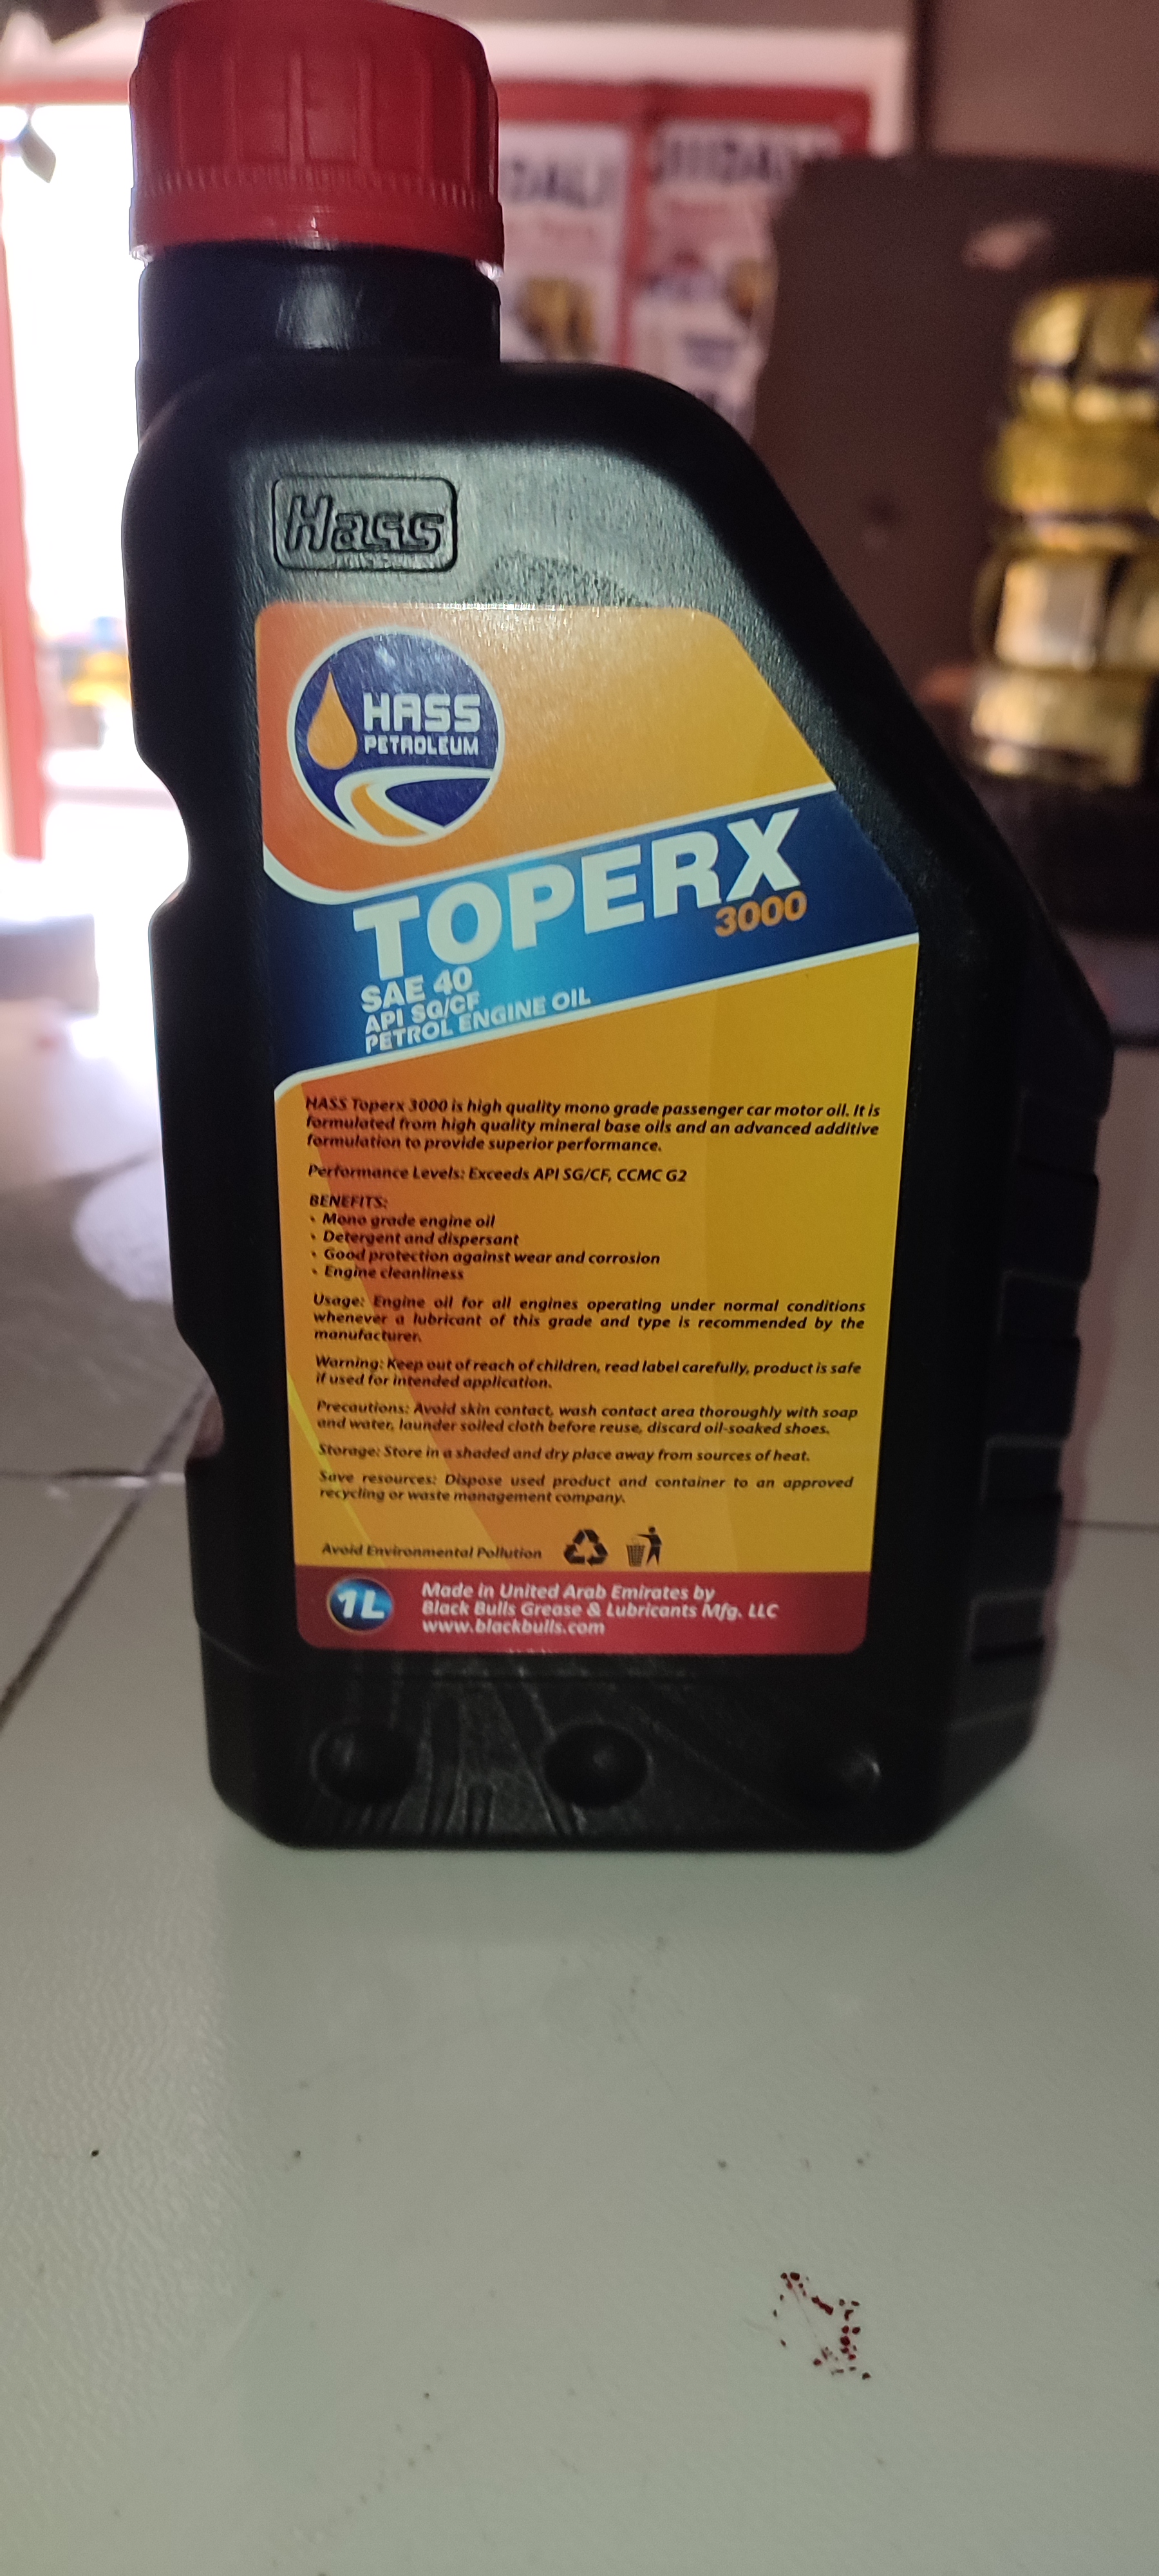 Hass
HASS
PETROLEUM
TOPERX
3000
SAE 40
API SG/CF
PETROL ENGINE OIL
HASS Toperx 3000 is high quality mono grade passenger car motor oil. It is
formulated from high quality mineral base oils and an advanced additive
formulation to provide superior performance.
Performance Levels: Exceeds API SG/CF, CCMC G2
BENEFITS:
• Mono grade engine oil
• Detergent and dispersant
• Good protection against wear and corrosion
• Engine cleanliness
Usage: Engine oil for all engines operating under normal conditions
whenever a lubricant of this grade and type is recommended by the
manufacturer.
Warning: Keep out of reach of children, read label carefully, product is safe
if used for intended application.
Precautions: Avoid skin contact, wash contact area thoroughly with soap
and water, launder soiled cloth before reuse, discard oil-soaked shoes.
Storage: Store in a shaded and dry place away from sources of heat.
Save resources: Dispose used product and container to an approved
recycling or waste management company.
Avoid Environmental Pollution
1L
Made in United Arab Emirates by
Black Bulls Grease & Lubricants Mfg. LLC
www.blackbulls.com